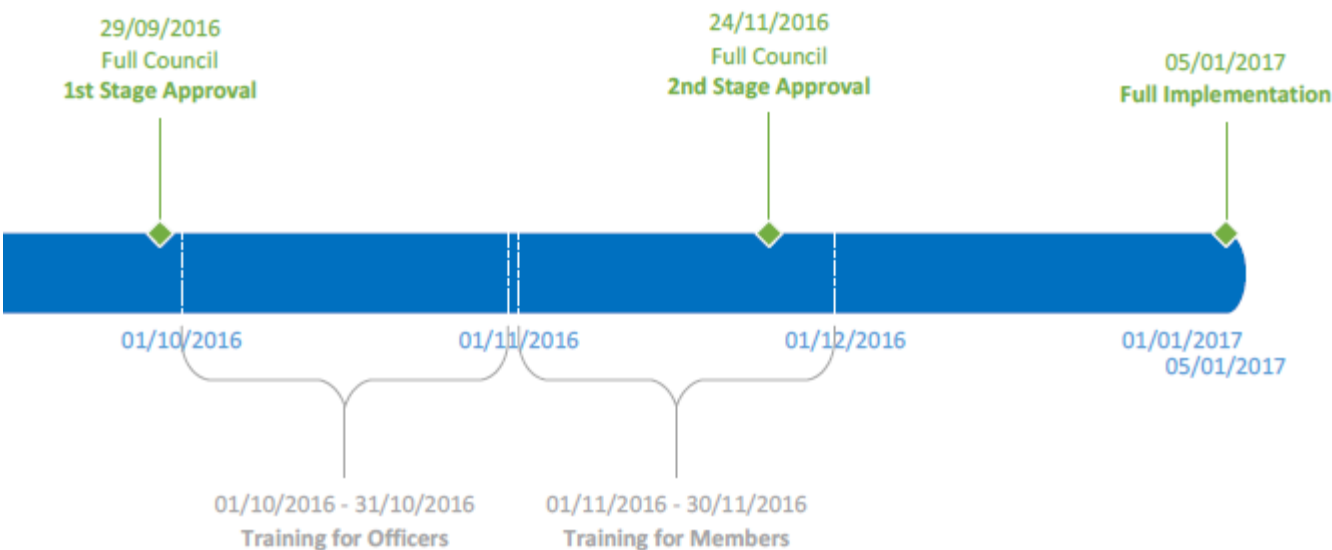 29/09/2016
Full Council
1st Stage Approval
24/11/2016
Full Council
2nd Stage Approval
05/01/2017
Full Implementation
01/10/2016
01/11/2016
01/12/2016
01/01/2017
05/01/2017
01/10/2016 - 31/10/2016
Training for Officers
01/11/2016 - 30/11/2016
Training for Members